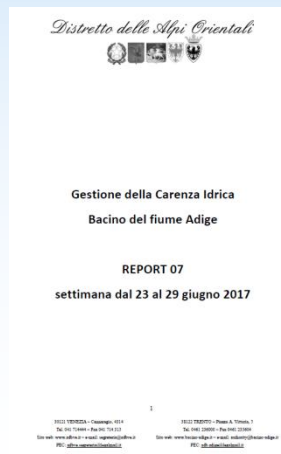 Distretto delle Alpi Orientali
Gestione della Carenza Idrica
Bacino del fiume Adige
REPORT 07
settimana dal 23 al 29 giugno 2017
1
30121 VENEZIA – Cannaregio, 4314
38122 TRENTO – Piazza A. Vittoria, 5